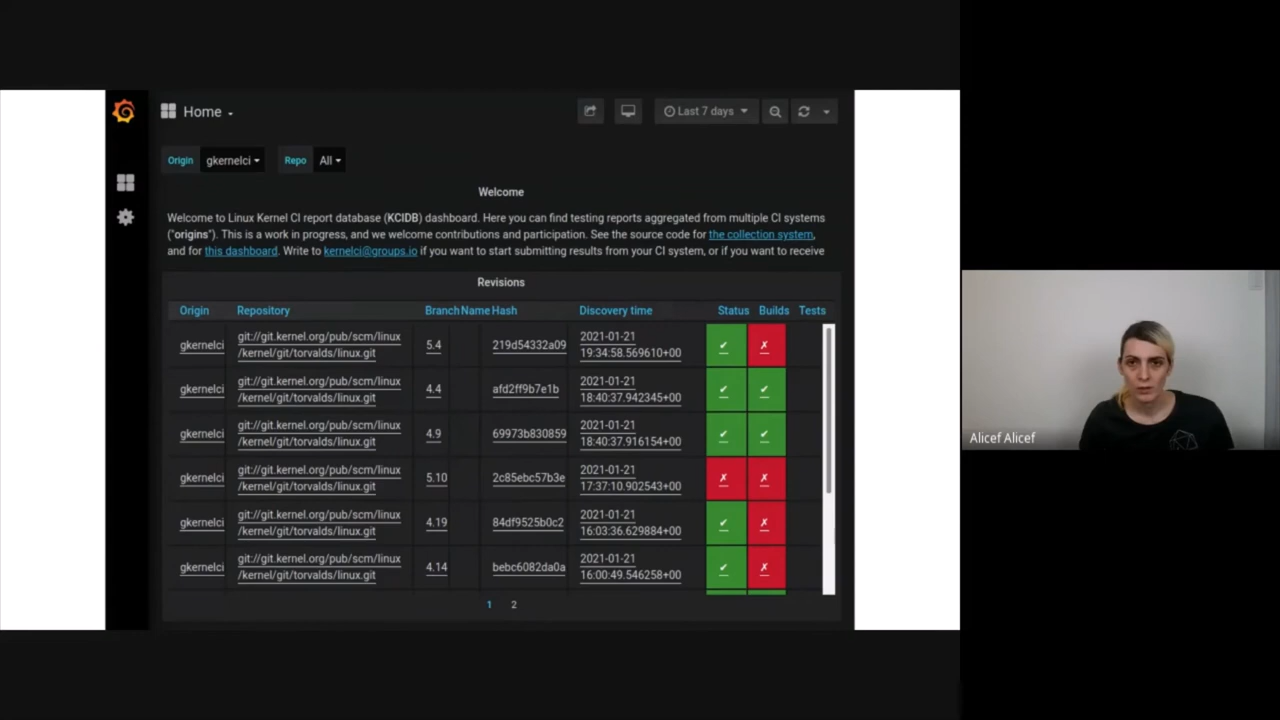 Home
Last 7 days
Origin gkernelci Repo All
Welcome
Welcome to Linux Kernel CI report database (KCIDB) dashboard. Here you can find testing reports aggregated from multiple CI systems
("origins"). This is a work in progress, and we welcome contributions and participation. See the source code for the collection system,
and for this dashboard. Write to kernelci@groups.io if you want to start submitting results from your CI system, or if you want to receive
Revisions
Origin Repository Branch Name Hash Discovery time Status Builds Tests
gkernelci git://git.kernel.org/pub/scm/linux 5.4 219d54332a09 2021-01-21 ✔ ✗
/kernel/git/torvalds/linux.git 19:34:58.569610+00
gkernelci git://git.kernel.org/pub/scm/linux 4.4 afd2ff9b7e1b 2021-01-21 ✔ ✔
/kernel/git/torvalds/linux.git 18:40:37.942345+00
gkernelci git://git.kernel.org/pub/scm/linux 4.9 69973b830859 2021-01-21 ✔ ✔
/kernel/git/torvalds/linux.git 18:40:37.916154+00
gkernelci git://git.kernel.org/pub/scm/linux 5.10 2c85ebc57b3e 2021-01-21 ✗ ✗
/kernel/git/torvalds/linux.git 17:37:10.902543+00
gkernelci git://git.kernel.org/pub/scm/linux 4.19 84df9525b0c2 2021-01-21 ✔ ✗
/kernel/git/torvalds/linux.git 16:03:36.629884+00
gkernelci git://git.kernel.org/pub/scm/linux 4.14 bebc6082da0a 2021-01-21 ✔ ✗
/kernel/git/torvalds/linux.git 16:00:49.546258+00
1 2
Alicef Alicef